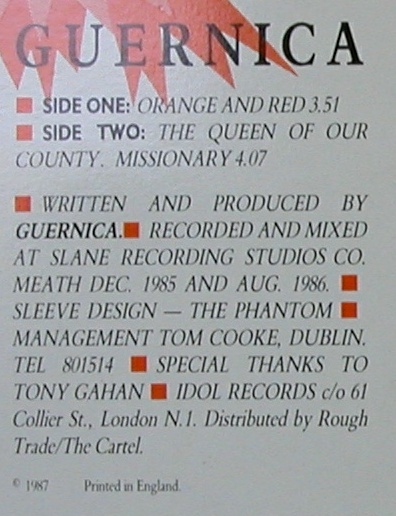 GUERNICA
SIDE ONE: ORANGE AND RED 3.51
SIDE TWO: THE QUEEN OF OUR
COUNTY. MISSIONARY 4.07
WRITTEN AND PRODUCED BY
GUERNICA. RECORDED AND MIXED
AT SLANE RECORDING STUDIOS CO.
MEATH DEC. 1985 AND AUG. 1986.
SLEEVE DESIGN — THE PHANTOM
MANAGEMENT TOM COOKE, DUBLIN.
TEL 801514 SPECIAL THANKS TO
TONY GAHAN IDOL RECORDS c/o 61
Collier St., London N.1. Distributed by Rough
Trade/The Cartel.
© 1987 Printed in England.